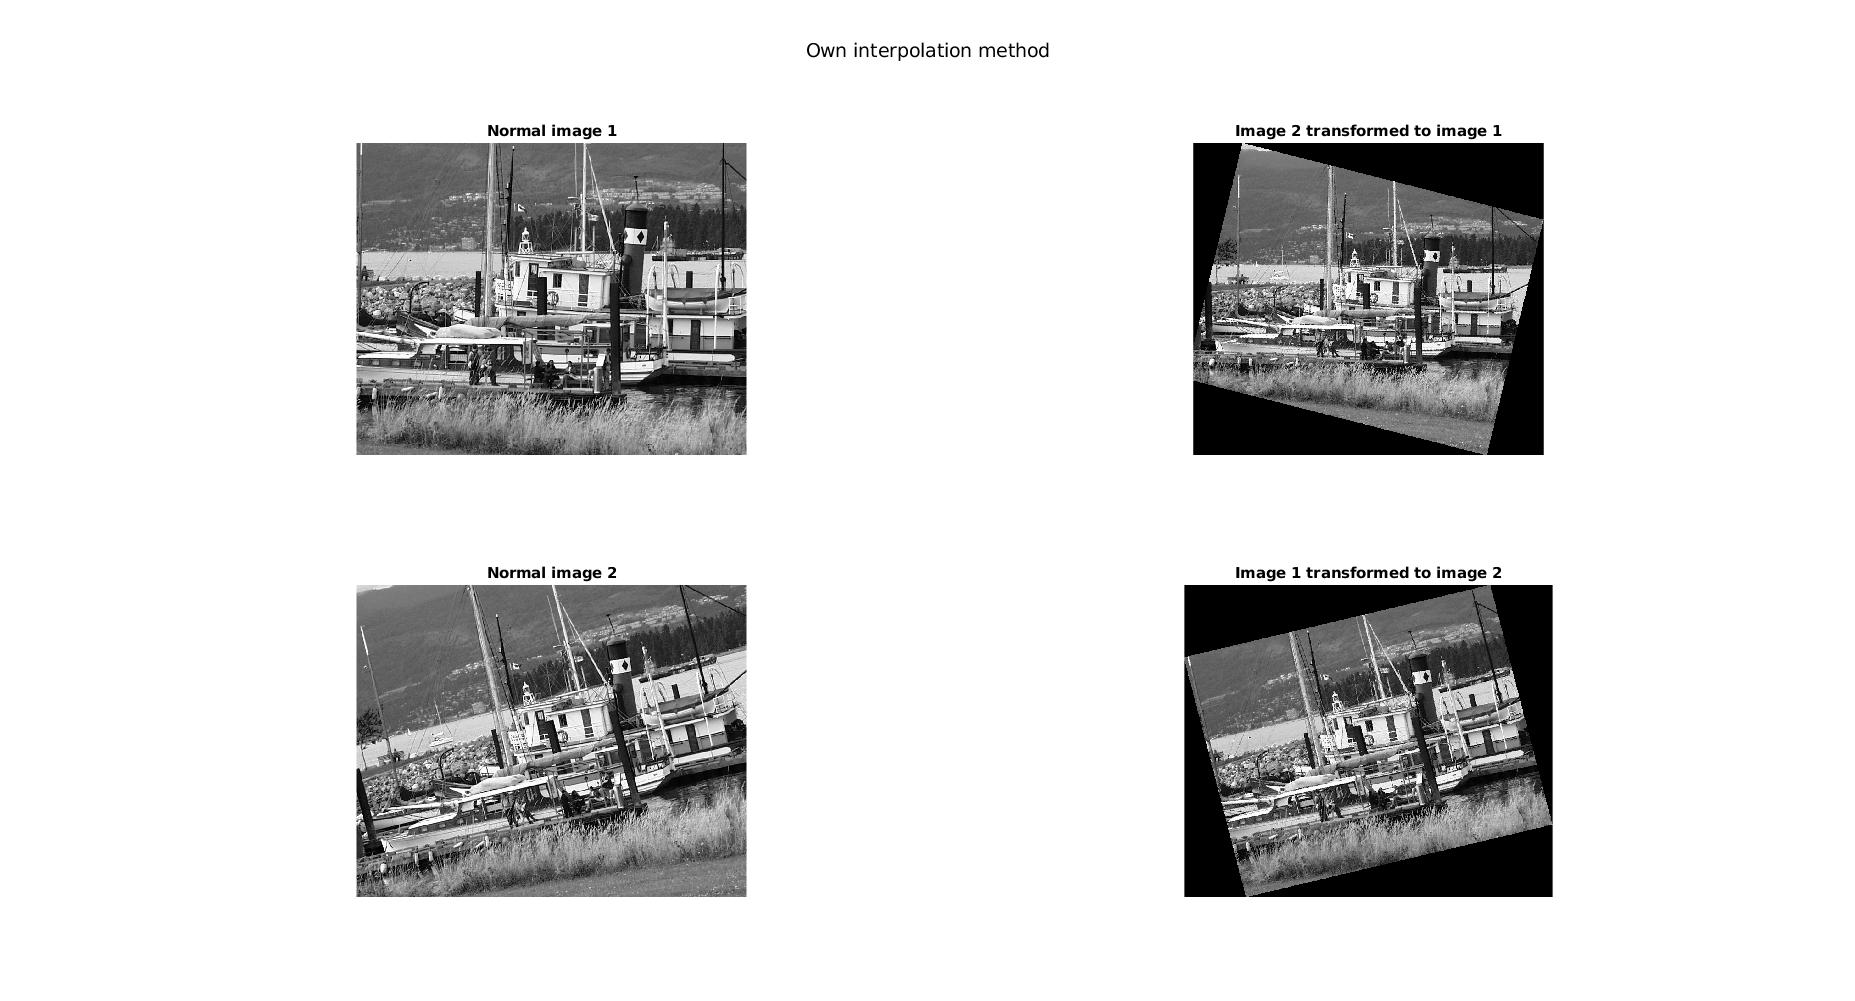 Own interpolation method
Normal image 1
Image 2 transformed to image 1
Normal image 2
Image 1 transformed to image 2